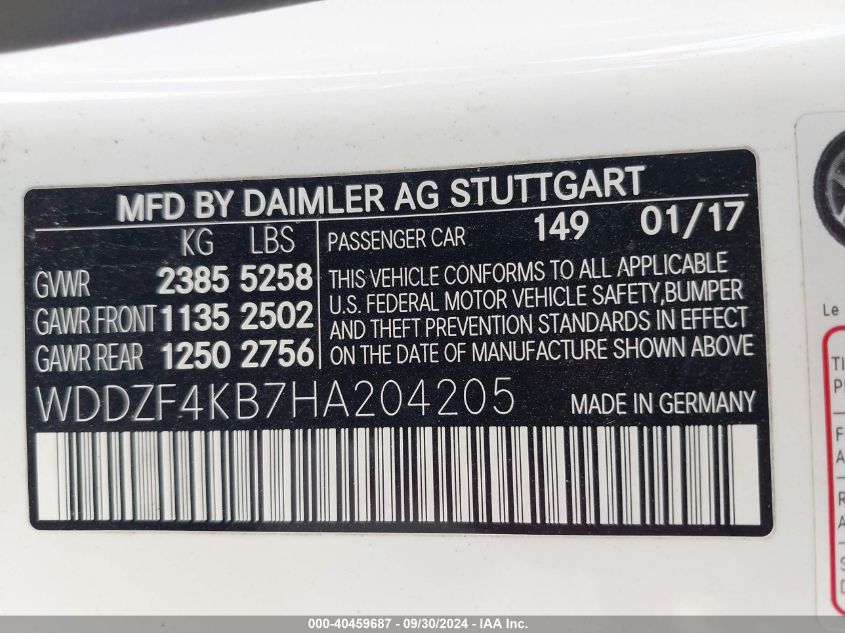 MFD BY DAIMLER AG STUTTGART
KG LBS
GVWR 2385 5258
GAWR FRONT 1135 2502
GAWR REAR 1250 2756
PASSENGER CAR 149 01/17
THIS VEHICLE CONFORMS TO ALL APPLICABLE
U.S. FEDERAL MOTOR VEHICLE SAFETY, BUMPER
AND THEFT PREVENTION STANDARDS IN EFFECT
ON THE DATE OF MANUFACTURE SHOWN ABOVE
WDDZF4KB7HA204205 MADE IN GERMANY
Le
000-40459687 - 09/30/2024 - IAA Inc.